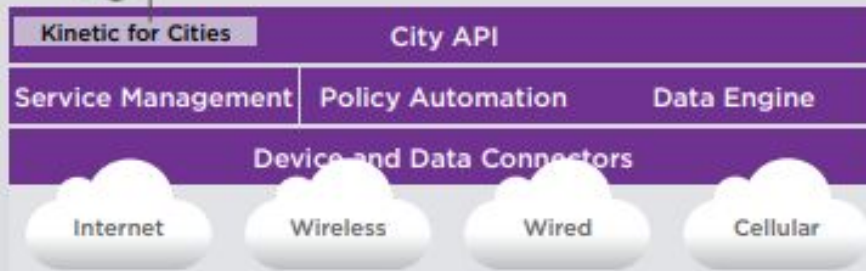 Kinetic for Cities
City API
Service Management
Policy Automation
Data Engine
Device and Data Connectors
Internet
Wireless
Wired
Cellular